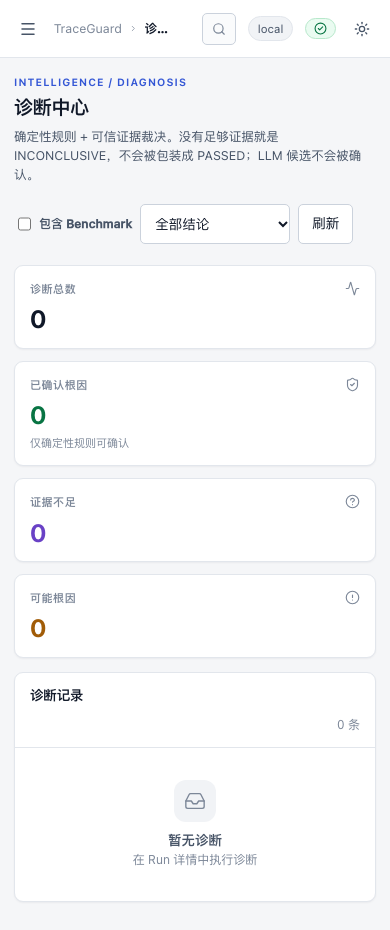 TraceGuard
诊...
local
INTELLIGENCE / DIAGNOSIS
诊断中心
确定性规则 + 可信证据裁决。没有足够证据就是
INCONCLUSIVE，不会被包装成 PASSED；LLM 候选不会被确
认。
包含 Benchmark
全部结论
刷新
诊断总数
0
已确认根因
0
仅确定性规则可确认
证据不足
0
可能根因
0
诊断记录
0 条
暂无诊断
在 Run 详情中执行诊断